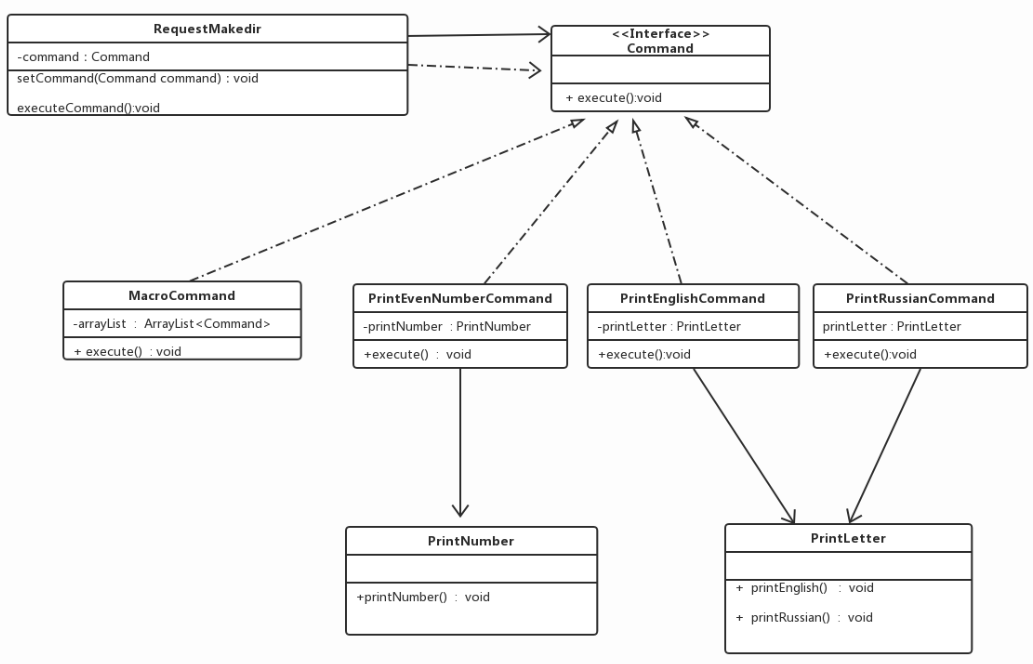 RequestMakedir
-command : Command
setCommand(Command command) : void
executeCommand():void
<<Interface>>
Command
+ execute():void
MacroCommand
-arrayList : ArrayList<Command>
+ execute() : void
PrintEvenNumberCommand
-printNumber : PrintNumber
+execute() : void
PrintEnglishCommand
-printLetter : PrintLetter
+execute():void
PrintRussianCommand
printLetter : PrintLetter
+execute():void
PrintNumber
+printNumber() : void
PrintLetter
+ printEnglish() : void
+ printRussian() : void